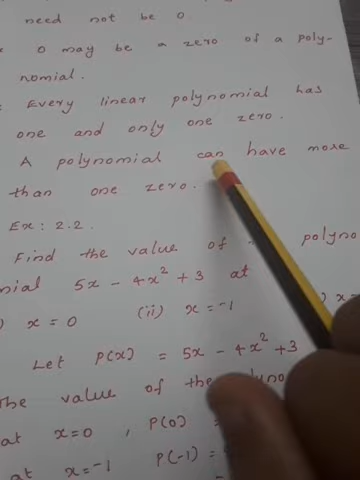 need not be 0
0 may be a zero of a poly-
nomial.
Every linear polynomial has
one and only one zero.
A polynomial can have more
than one zero.
Ex: 2.2.
Find the value of polyno
mial 5x - 4x² + 3 at
x = 0 (ii) x = -1 ) x =
Let P(x) = 5x - 4x² + 3
The value of the
at x=0 , P(0) =
at x=-1 P(-1) =